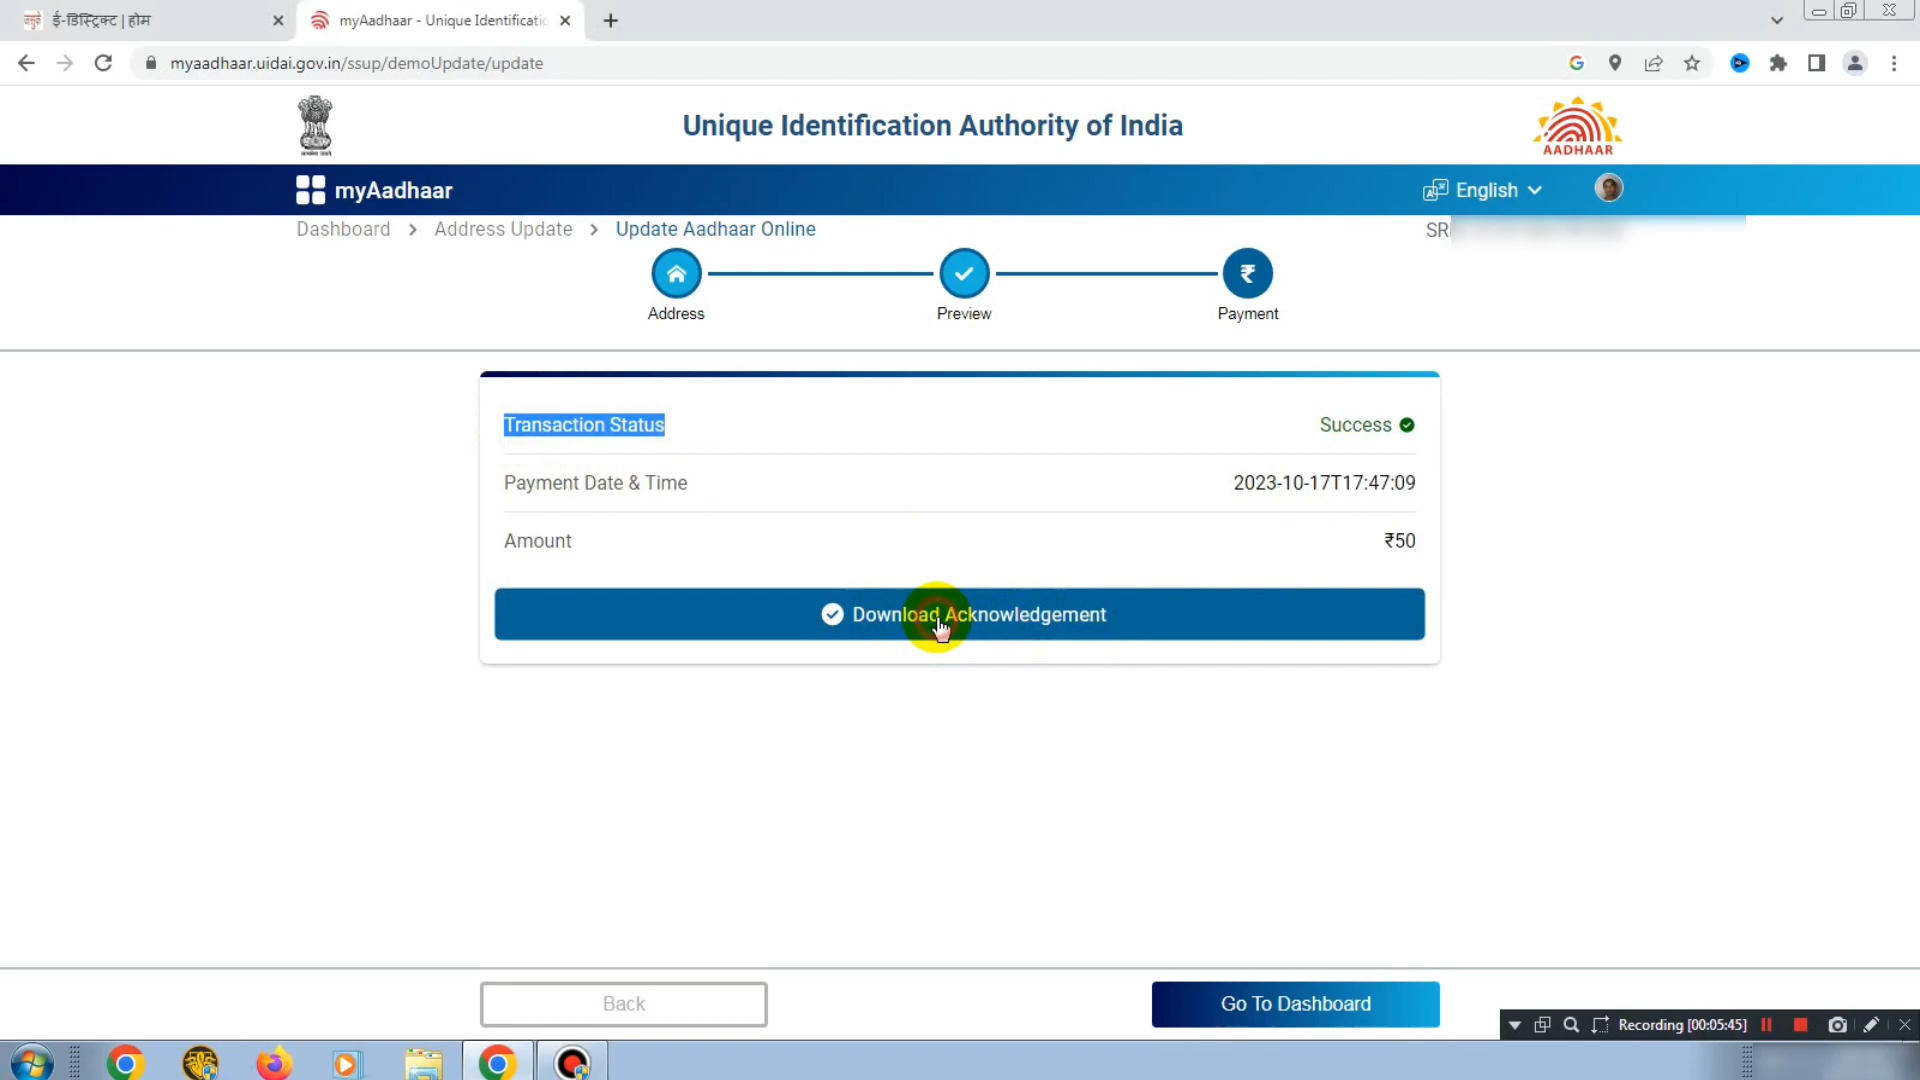 ई-डिस्ट्रिक्ट | होम
myAadhaar - Unique Identificatio
myaadhaar.uidai.gov.in/ssup/demoUpdate/update
Unique Identification Authority of India
AADHAAR
myAadhaar
English
Dashboard > Address Update > Update Aadhaar Online
SR
Address
Preview
Payment
Transaction Status
Success
Payment Date & Time
2023-10-17T17:47:09
Amount
₹50
Download Acknowledgement
Back
Go To Dashboard
Recording [00:05:45]